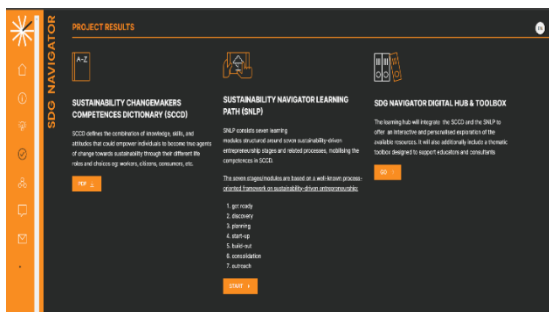 SDG NAVIGATOR
PROJECT RESULTS
EN
A-Z
SUSTAINABILITY CHANGEMAKERS
COMPETENCES DICTIONARY (SCCD)
SCCD defines the combination of knowledge, skills, and
attitudes that could empower individuals to become true agents
of change towards sustainability through their different life
roles and choices eg: workers, citizens, consumers, etc.
PDF
SUSTAINABILITY NAVIGATOR LEARNING
PATH (SNLP)
SNLP consists seven learning
modules structured around seven sustainability-driven
entrepreneurship stages and related processes, mobilising the
competences in SCCD.
The seven stages/modules are based on a well-known process-
oriented framework on sustainability-driven entrepreneurship:
1. get ready
2. discovery
3. planning
4. start-up
5. build-out
6. consolidation
7. outreach
START
SDG NAVIGATOR DIGITAL HUB & TOOLBOX
The learning hub will integrate the SCCD and the SNLP to
offer an interactive and personalised exploration of the
available resources. It will also additionally include a thematic
toolbox designed to support educators and consultants
GO